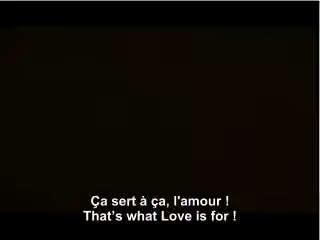 Ça sert à ça, l'amour !
That's what Love is for !